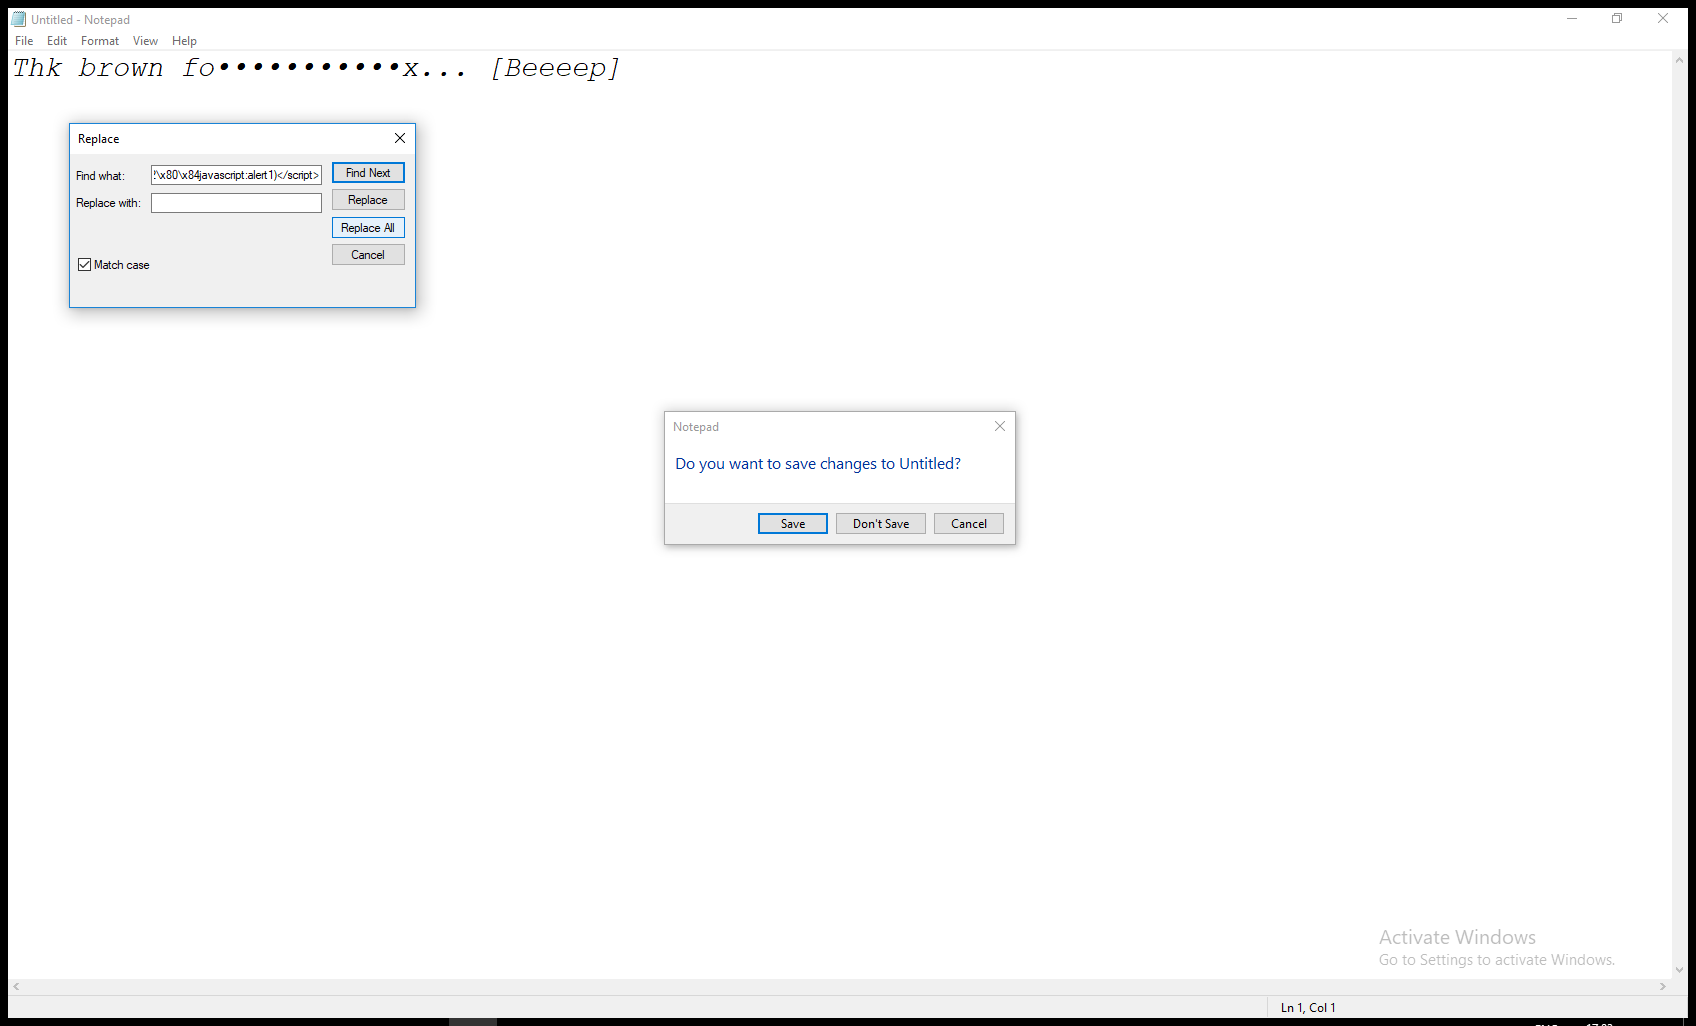 Untitled - Notepad
File Edit Format View Help
Thk brown fo•••••••••••x... [Beeeep]
Replace
Find what: !\x80\x84javascript:alert1)</script> Find Next
Replace with: Replace
Replace All
Cancel
Match case
Notepad
Do you want to save changes to Untitled?
Save Don't Save Cancel
Activate Windows
Go to Settings to activate Windows.
Ln 1, Col 1